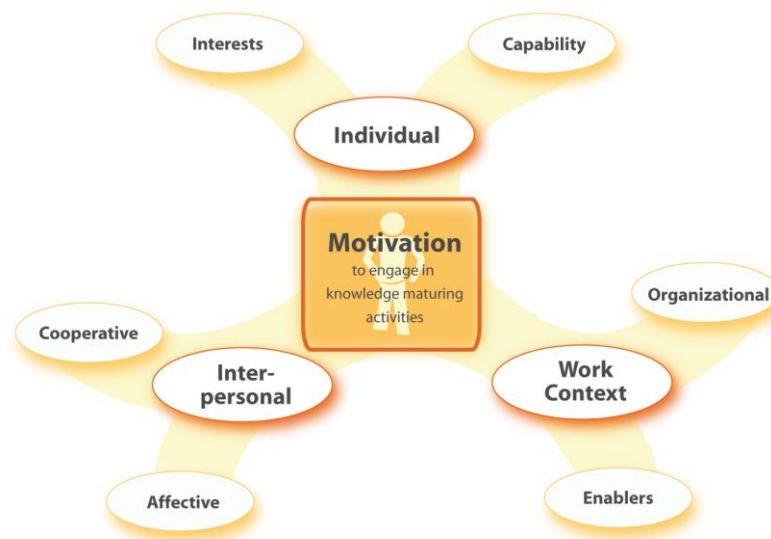 Interests
Capability
Individual
Motivation
to engage in
knowledge maturing
activities
Organizational
Cooperative
Inter-
personal
Work
Context
Affective
Enablers